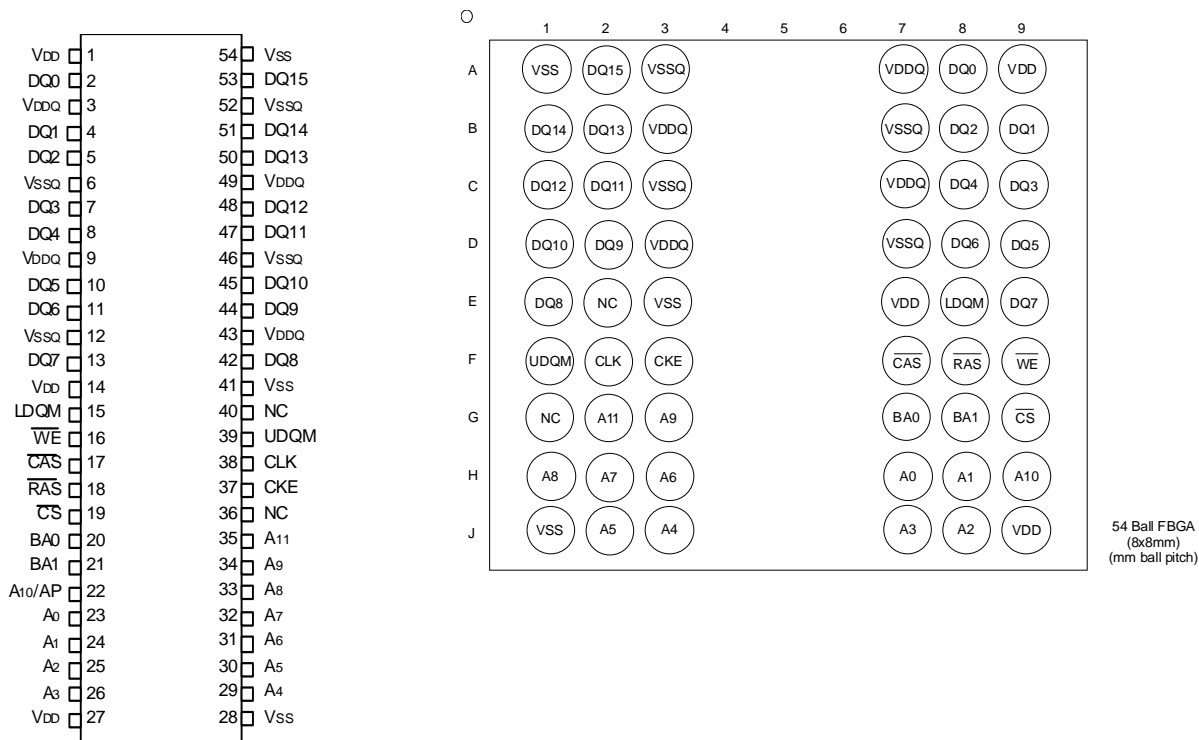 VDD 1 54 VSS
DQ0 2 53 DQ15
VDDQ 3 52 VSSQ
DQ1 4 51 DQ14
DQ2 5 50 DQ13
VSSQ 6 49 VDDQ
DQ3 7 48 DQ12
DQ4 8 47 DQ11
VDDQ 9 46 VSSQ
DQ5 10 45 DQ10
DQ6 11 44 DQ9
VSSQ 12 43 VDDQ
DQ7 13 42 DQ8
VDD 14 41 VSS
LDQM 15 40 NC
WE 16 39 UDQM
CAS 17 38 CLK
RAS 18 37 CKE
CS 19 36 NC
BA0 20 35 A11
BA1 21 34 A9
A10/AP 22 33 A8
A0 23 32 A7
A1 24 31 A6
A2 25 30 A5
A3 26 29 A4
VDD 27 28 VSS
1 2 3 4 5 6 7 8 9
A VSS DQ15 VSSQ VDDQ DQ0 VDD
B DQ14 DQ13 VDDQ VSSQ DQ2 DQ1
C DQ12 DQ11 VSSQ VDDQ DQ4 DQ3
D DQ10 DQ9 VDDQ VSSQ DQ6 DQ5
E DQ8 NC VSS VDD LDQM DQ7
F UDQM CLK CKE CAS RAS WE
G NC A11 A9 BA0 BA1 CS
H A8 A7 A6 A0 A1 A10
J VSS A5 A4 A3 A2 VDD
54 Ball FBGA
(8x8mm)
(mm ball pitch)